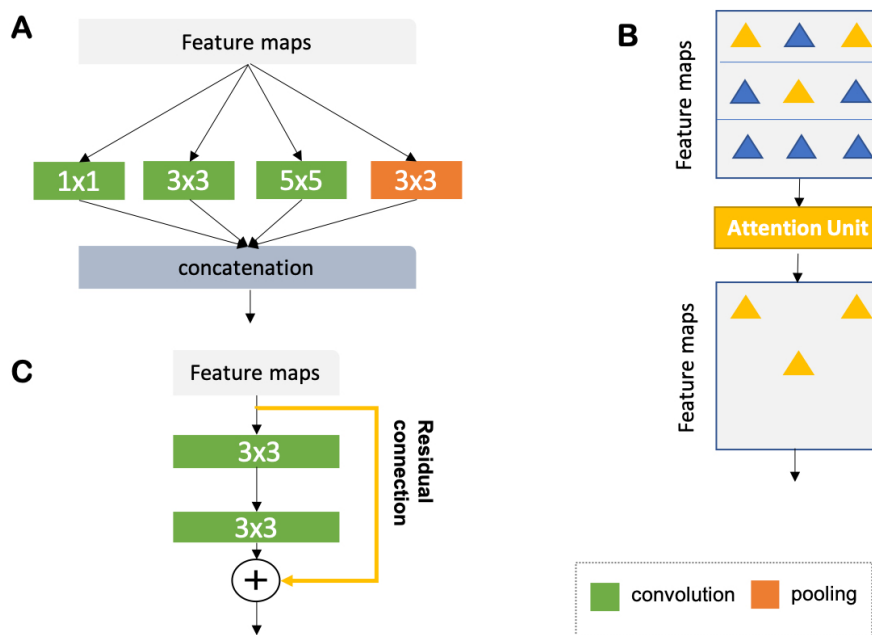 A
Feature maps
1x1 3x3 5x5 3x3
concatenation
B
Feature maps
Attention Unit
Feature maps
C
Feature maps
3x3
3x3
+
Residual
connection
convolution pooling